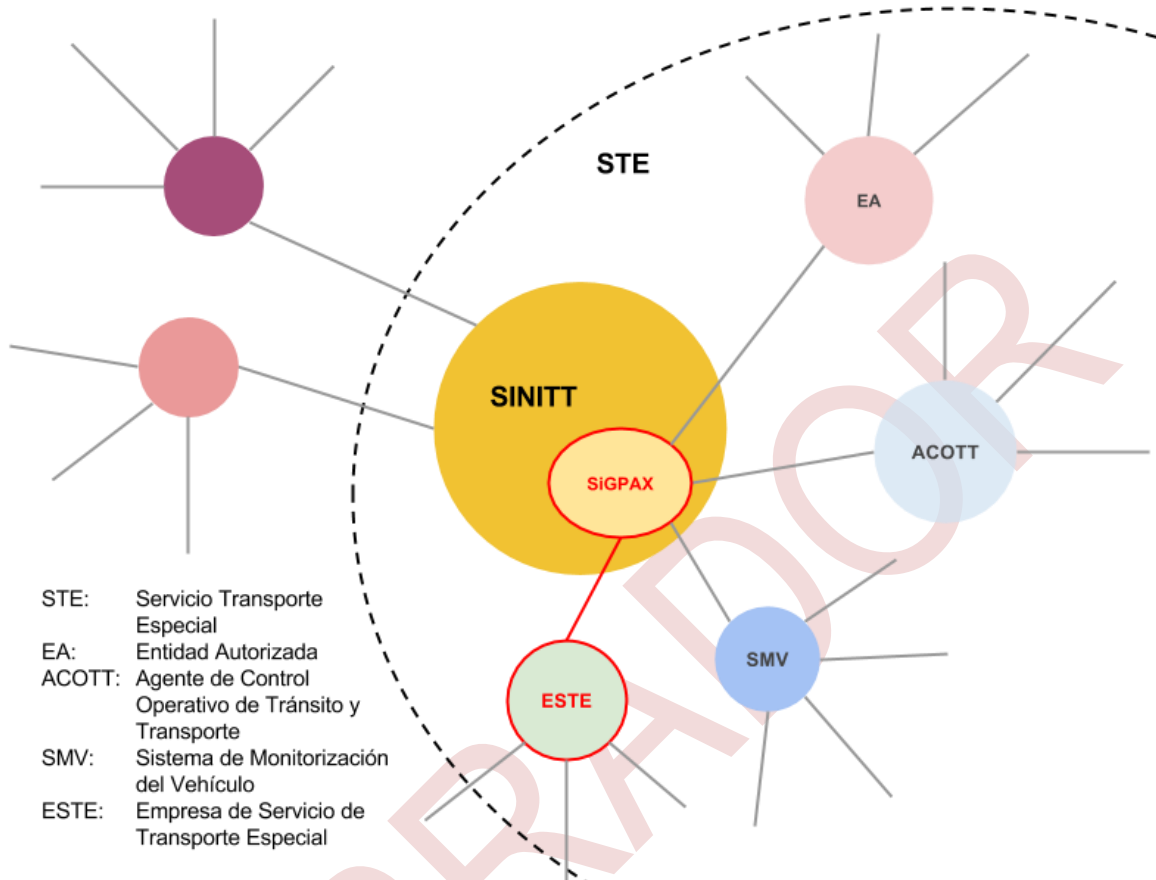 STE
EA
SINITT
ACOTT
SiGPAX
SMV
ESTE
STE: Servicio Transporte
Especial
EA: Entidad Autorizada
ACOTT: Agente de Control
Operativo de Tránsito y
Transporte
SMV: Sistema de Monitorización
del Vehículo
ESTE: Empresa de Servicio de
Transporte Especial
RRADOR